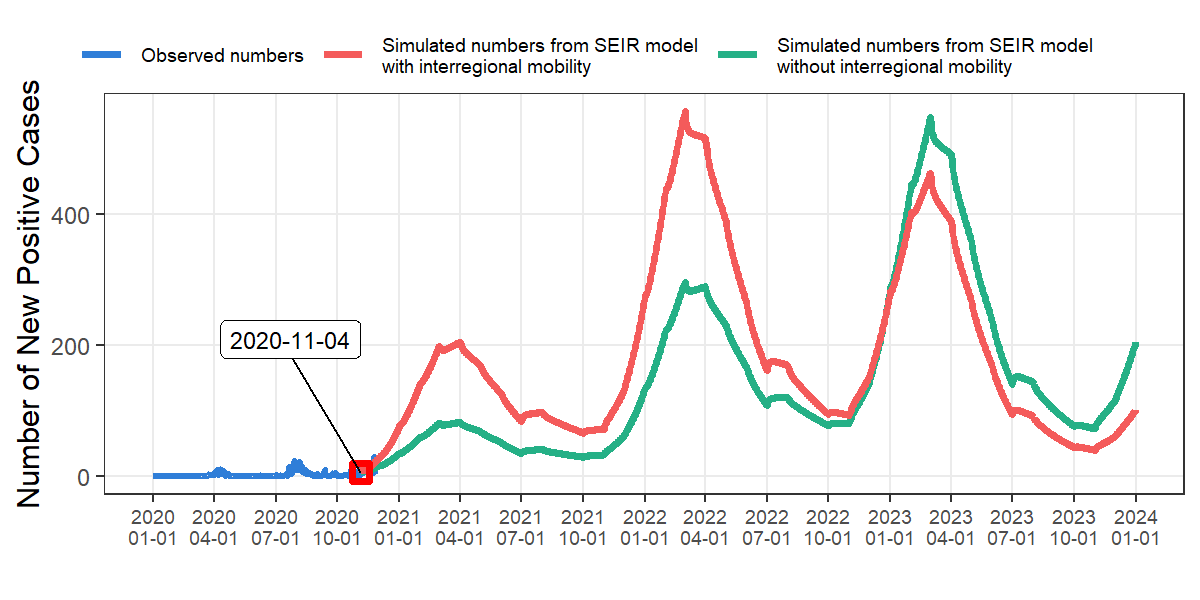 Observed numbers
Simulated numbers from SEIR model
with interregional mobility
Simulated numbers from SEIR model
without interregional mobility
Number of New Positive Cases
400
200
0
2020-11-04
2020 2020 2020 2020 2021 2021 2021 2021 2022 2022 2022 2022 2023 2023 2023 2023 2024
01-01 04-01 07-01 10-01 01-01 04-01 07-01 10-01 01-01 04-01 07-01 10-01 01-01 04-01 07-01 10-01 01-01